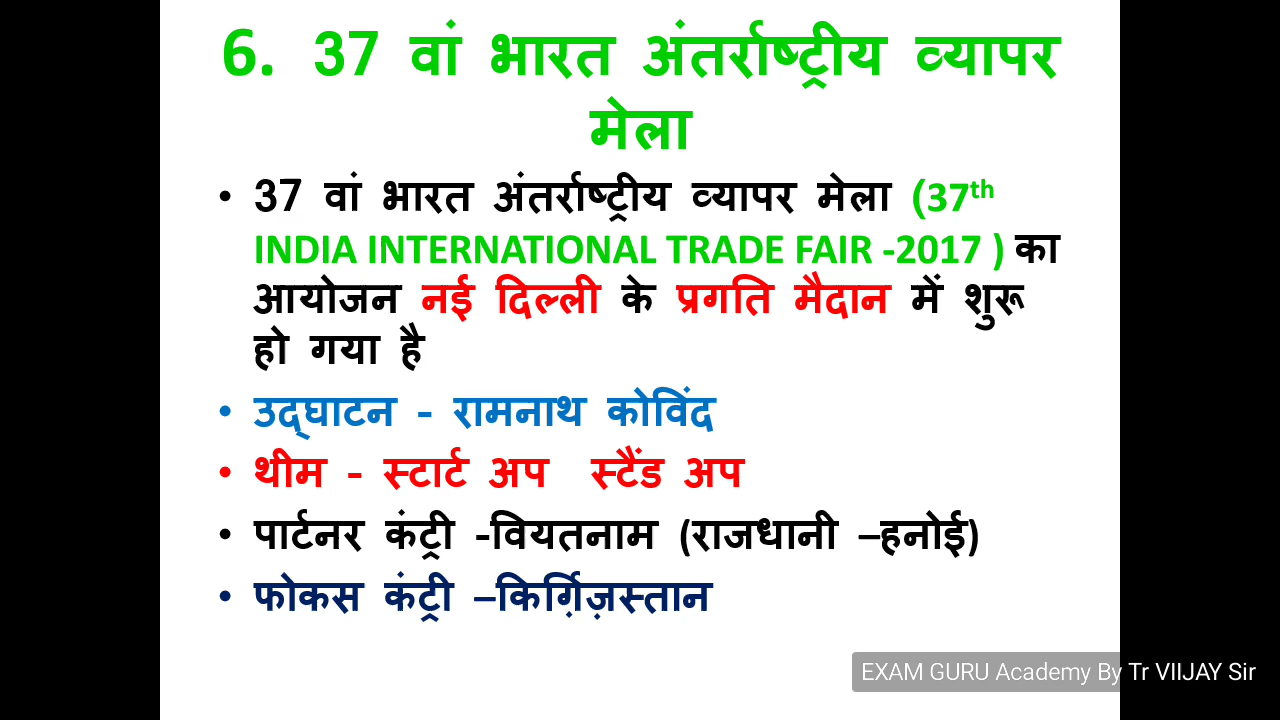 6. 37 वां भारत अंतर्राष्ट्रीय व्यापर
मेला
• 37 वां भारत अंतर्राष्ट्रीय व्यापर मेला (37th
INDIA INTERNATIONAL TRADE FAIR -2017 ) का
आयोजन नई दिल्ली के प्रगति मैदान में शुरू
हो गया है
• उद्घाटन - रामनाथ कोविंद
• थीम - स्टार्ट अप स्टैंड अप
• पार्टनर कंट्री -वियतनाम (राजधानी –हनोई)
• फोकस कंट्री –किर्ग़िज़स्तान
EXAM GURU Academy By Tr VIIJAY Sir